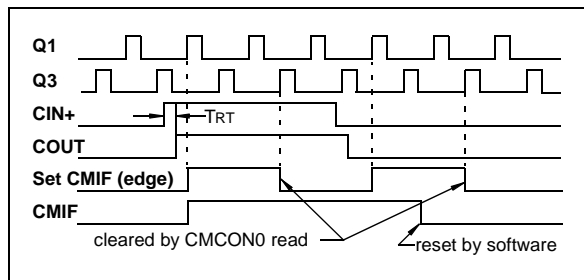 Q1
Q3
CIN+
TRT
COUT
Set CMIF (edge)
CMIF
cleared by CMCON0 read
reset by software